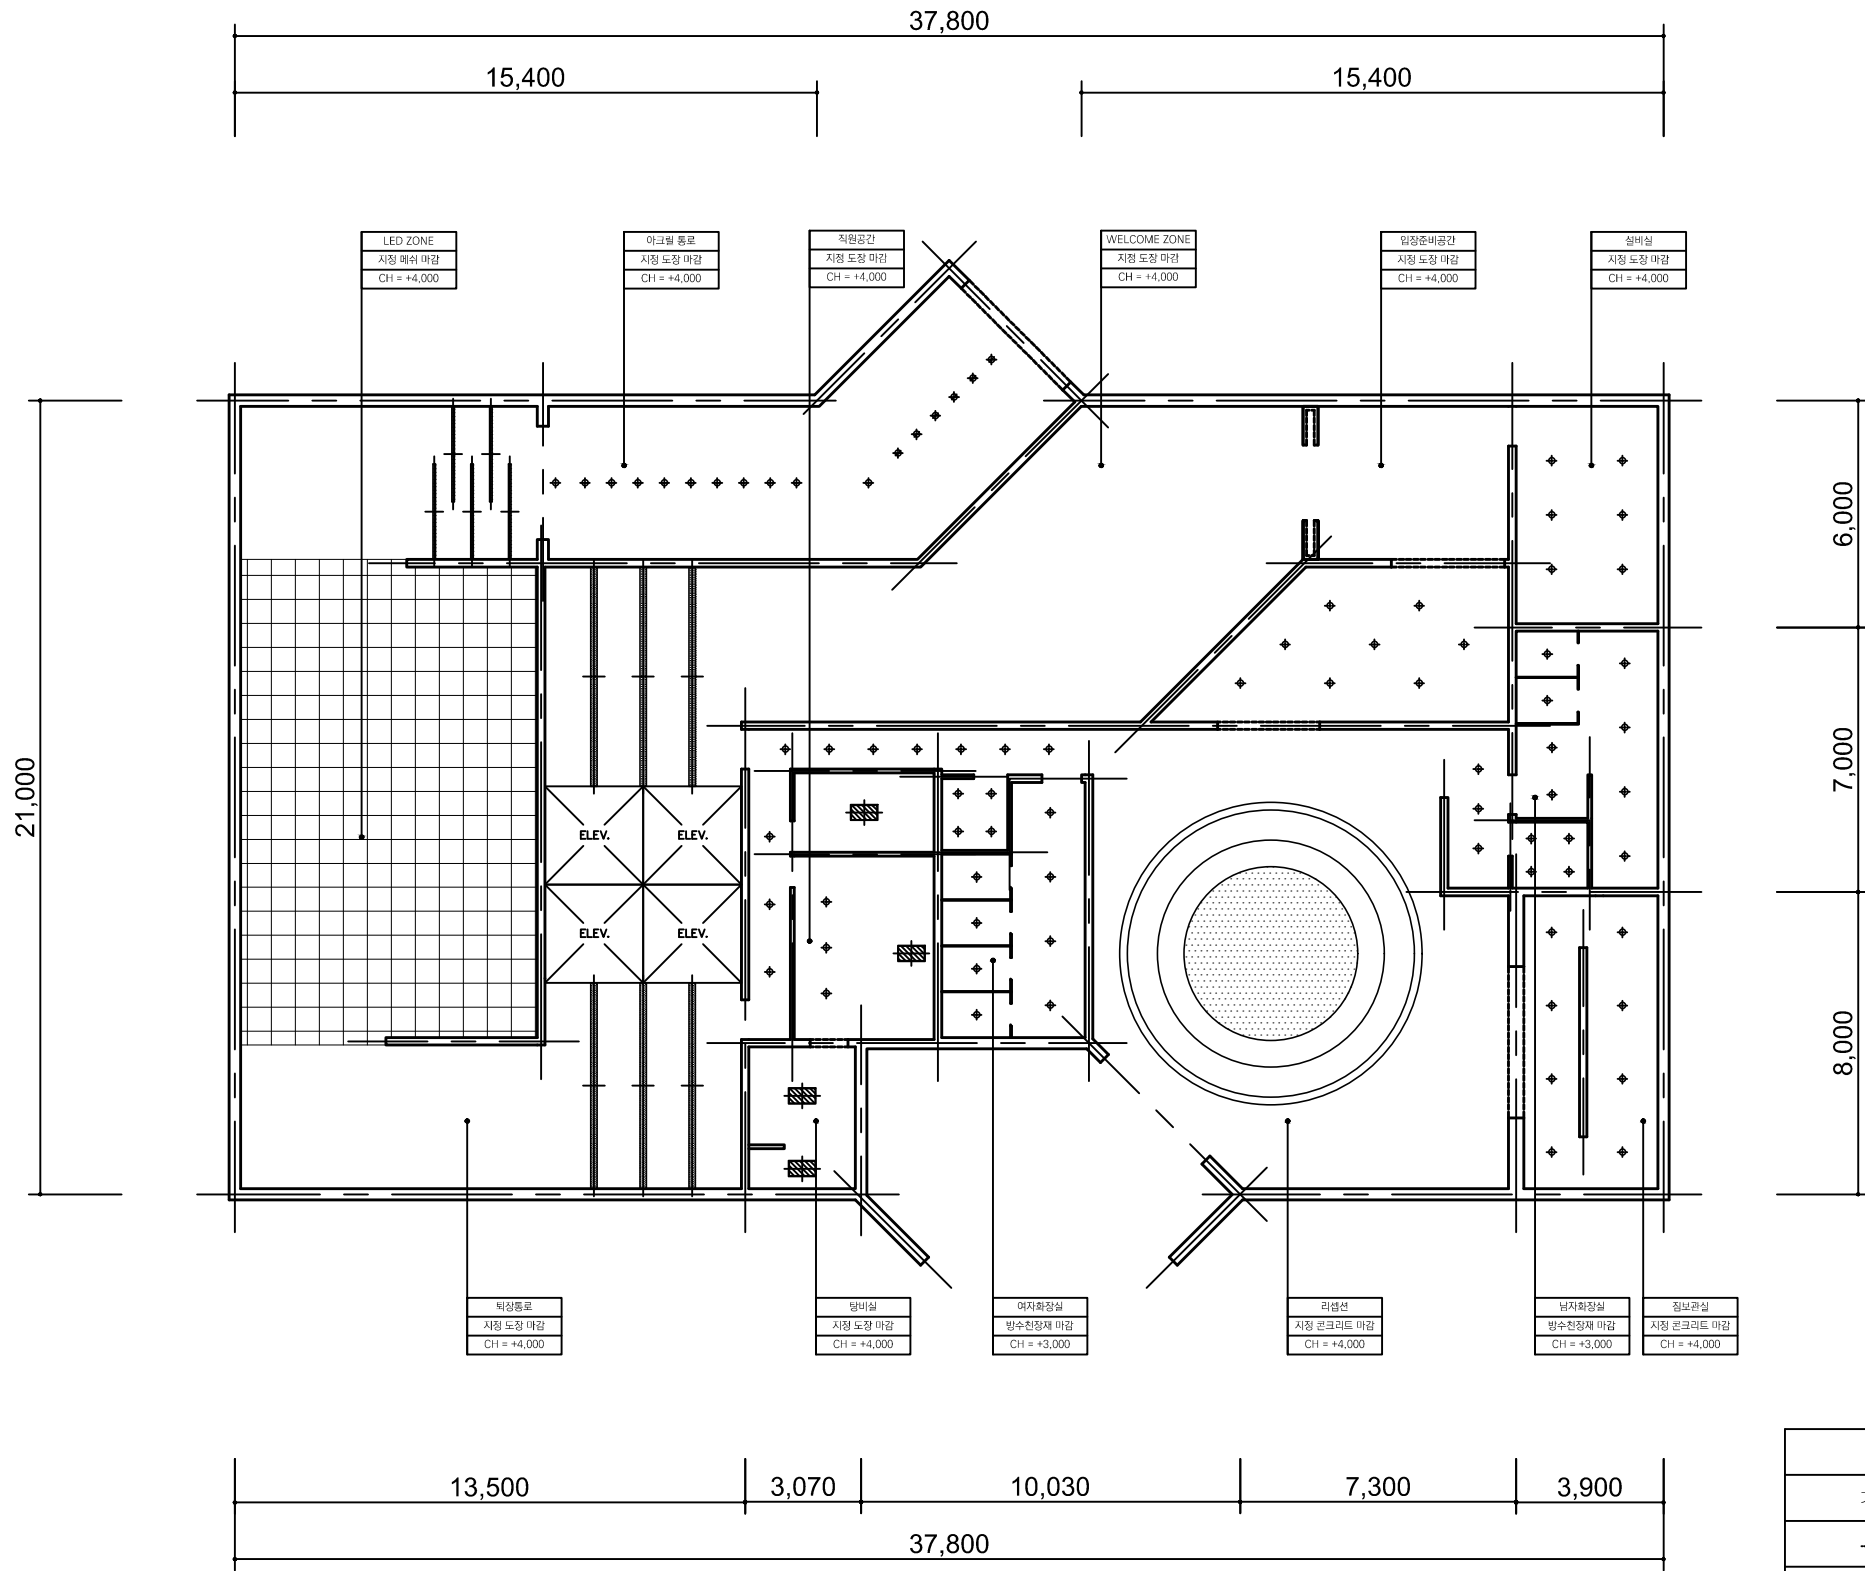 37,800
15,400
15,400
LED ZONE
지정 메쉬 마감
CH = +4,000
아크릴 통로
지정 도장 마감
CH = +4,000
직원공간
지정 도장 마감
CH = +4,000
WELCOME ZONE
지정 도장 마감
CH = +4,000
입장준비공간
지정 도장 마감
CH = +4,000
설비실
지정 도장 마감
CH = +4,000
21,000
6,000
7,000
8,000
ELEV.
ELEV.
ELEV.
ELEV.
퇴장통로
지정 도장 마감
CH = +4,000
탕비실
지정 도장 마감
CH = +4,000
여자화장실
방수천장재 마감
CH = +3,000
리셉션
지정 콘크리트 마감
CH = +4,000
남자화장실
방수천장재 마감
CH = +3,000
짐보관실
지정 콘크리트 마감
CH = +4,000
13,500
3,070
10,030
7,300
3,900
37,800